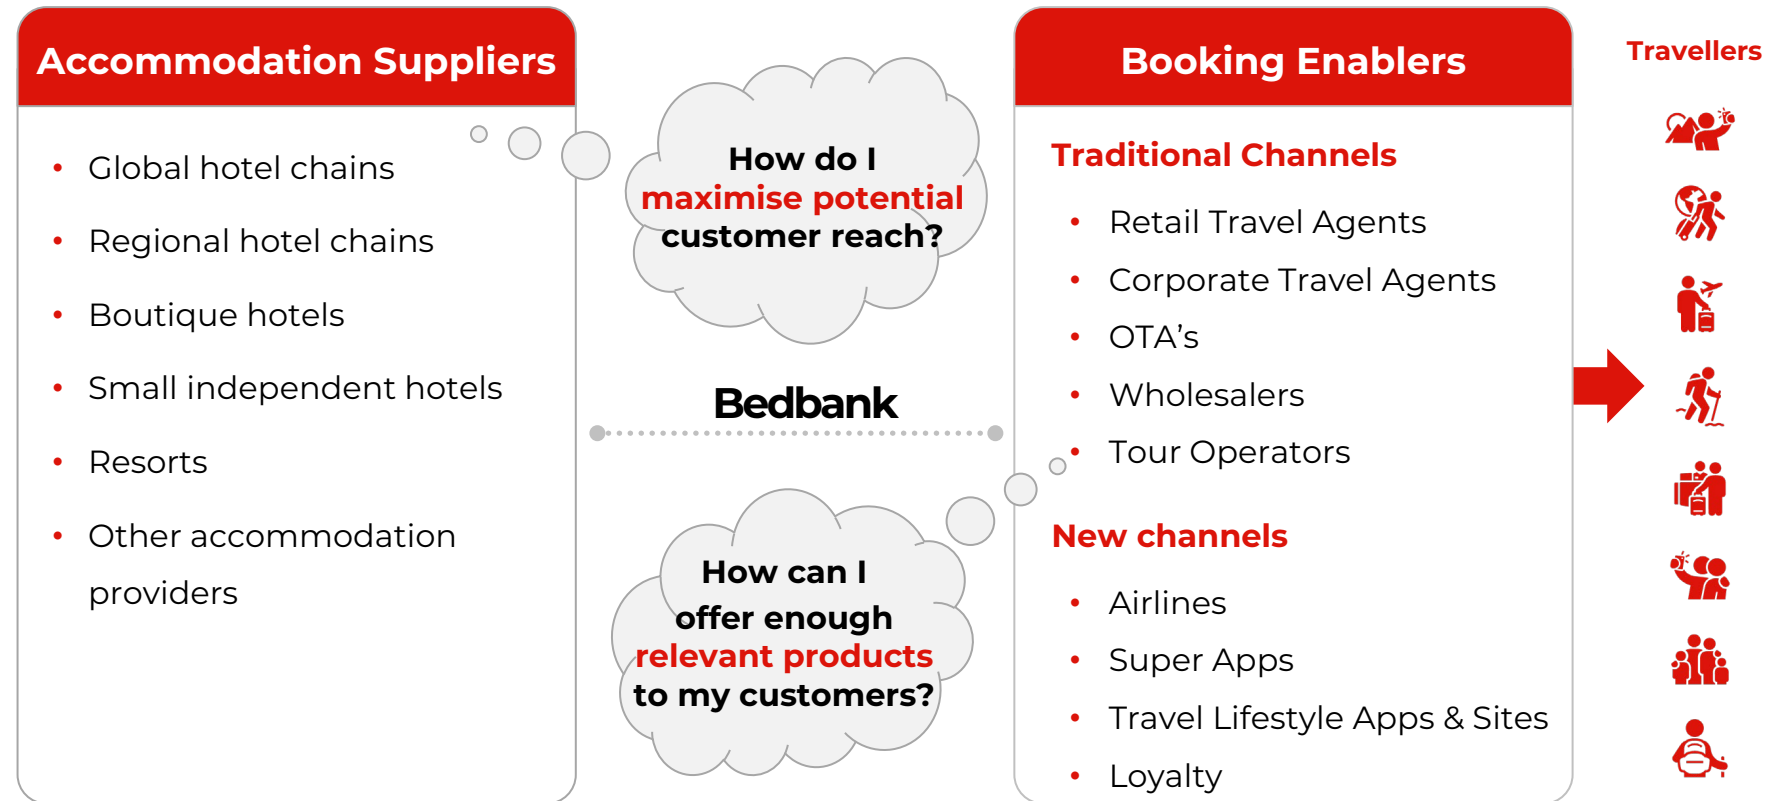 Accommodation Suppliers
• Global hotel chains
• Regional hotel chains
• Boutique hotels
• Small independent hotels
• Resorts
• Other accommodation
providers
How do I
maximise potential
customer reach?
Bedbank
How can I
offer enough
relevant products
to my customers?
Booking Enablers
Traditional Channels
• Retail Travel Agents
• Corporate Travel Agents
• OTA’s
• Wholesalers
• Tour Operators
New channels
• Airlines
• Super Apps
• Travel Lifestyle Apps & Sites
• Loyalty
Travellers